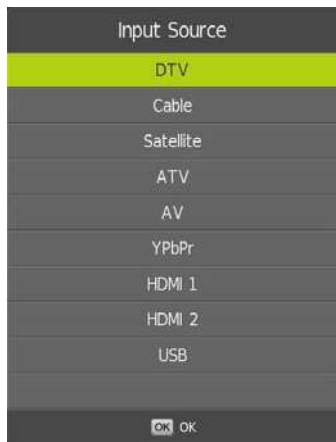 Input Source
DTV
Cable
Satellite
ATV
AV
YPbPr
HDMI 1
HDMI 2
USB
OK OK